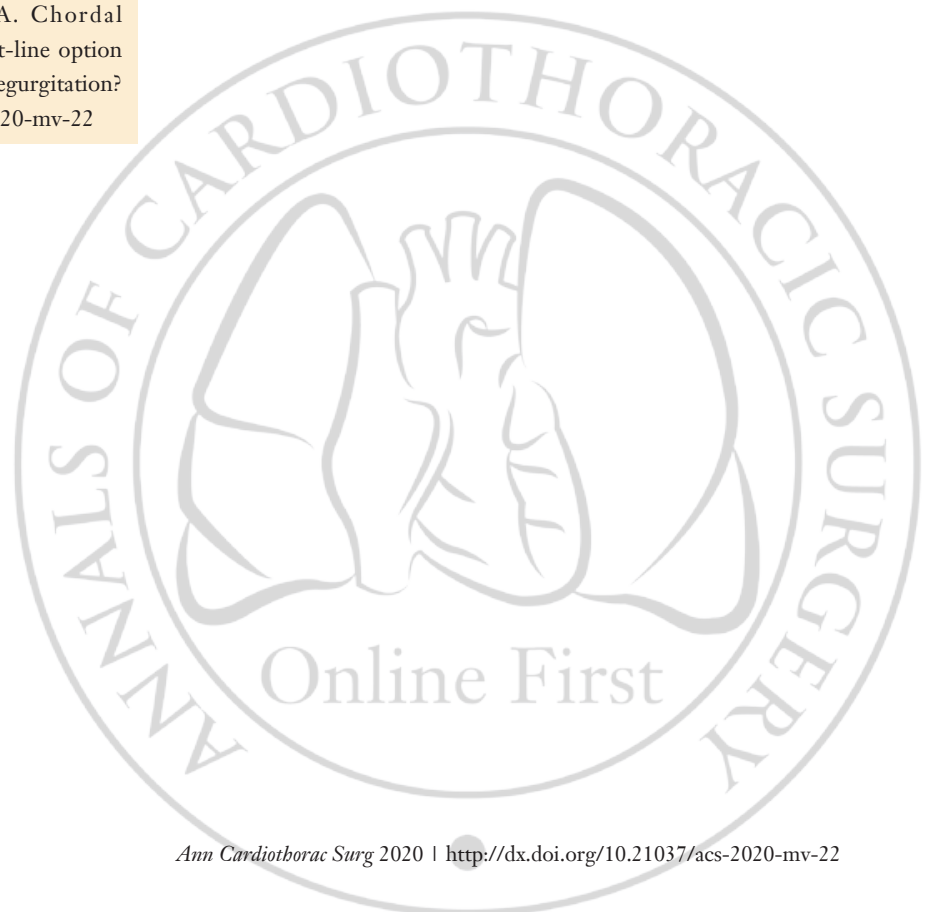 A. Chordal
t-line option
egurgitation?
20-mv-22
ANNALS OF CARDIOTHORACIC SURGERY
Online First
Ann Cardiothorac Surg 2020 | http://dx.doi.org/10.21037/acs-2020-mv-22